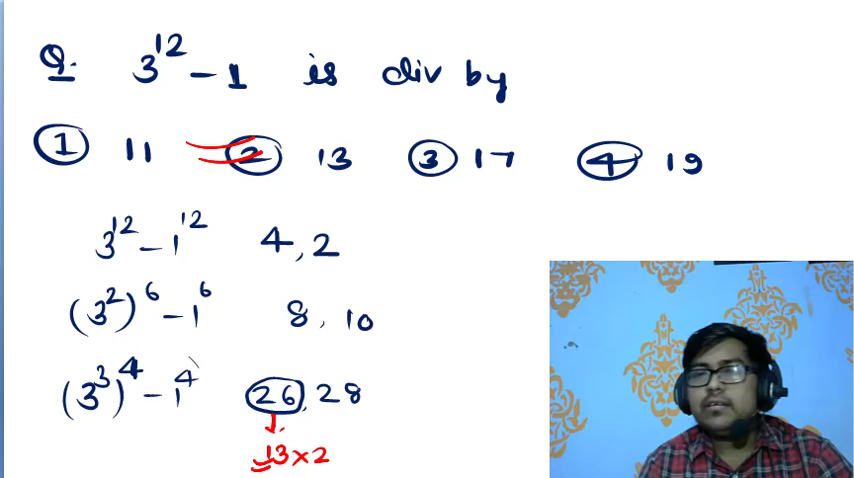 Q. 3^12 - 1 is div by
① 11 ② 13 ③ 17 ④ 19
3^12 - 1^12 4, 2
(3^2)^6 - 1^6 8, 10
(3^3)^4 - 1^4 26, 28
13 × 2